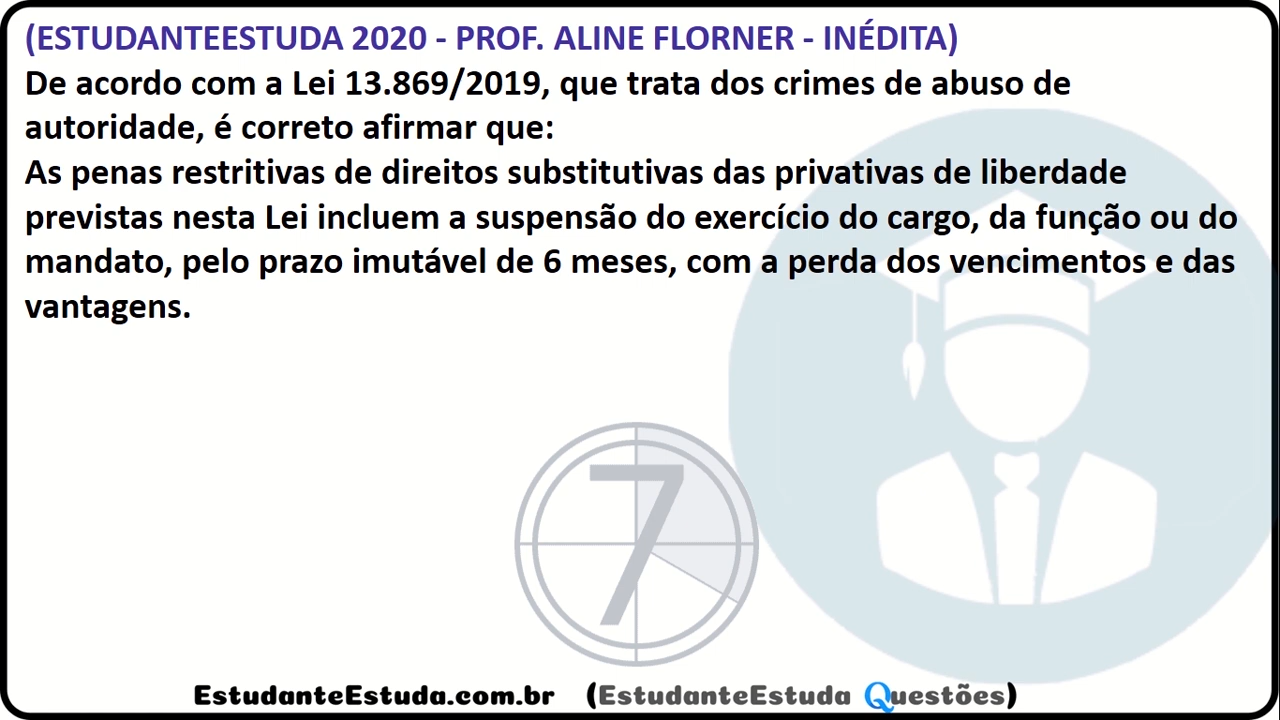 (ESTUDANTEESTUDA 2020 - PROF. ALINE FLORNER - INÉDITA)
De acordo com a Lei 13.869/2019, que trata dos crimes de abuso de
autoridade, é correto afirmar que:
As penas restritivas de direitos substitutivas das privativas de liberdade
previstas nesta Lei incluem a suspensão do exercício do cargo, da função ou do
mandato, pelo prazo imutável de 6 meses, com a perda dos vencimentos e das
vantagens.
7
EstudanteEstuda.com.br (EstudanteEstuda Questões)